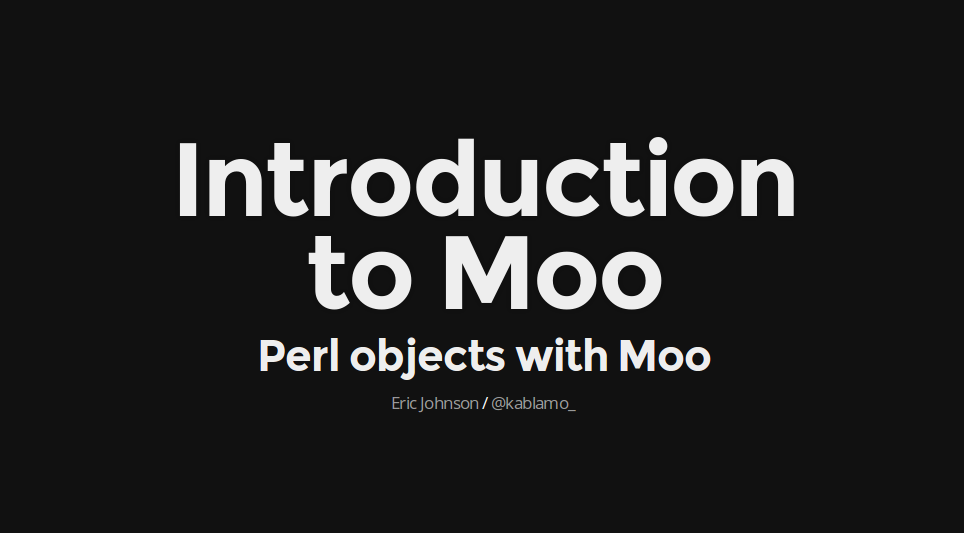 Introduction
to Moo
Perl objects with Moo
Eric Johnson / @kablamo_